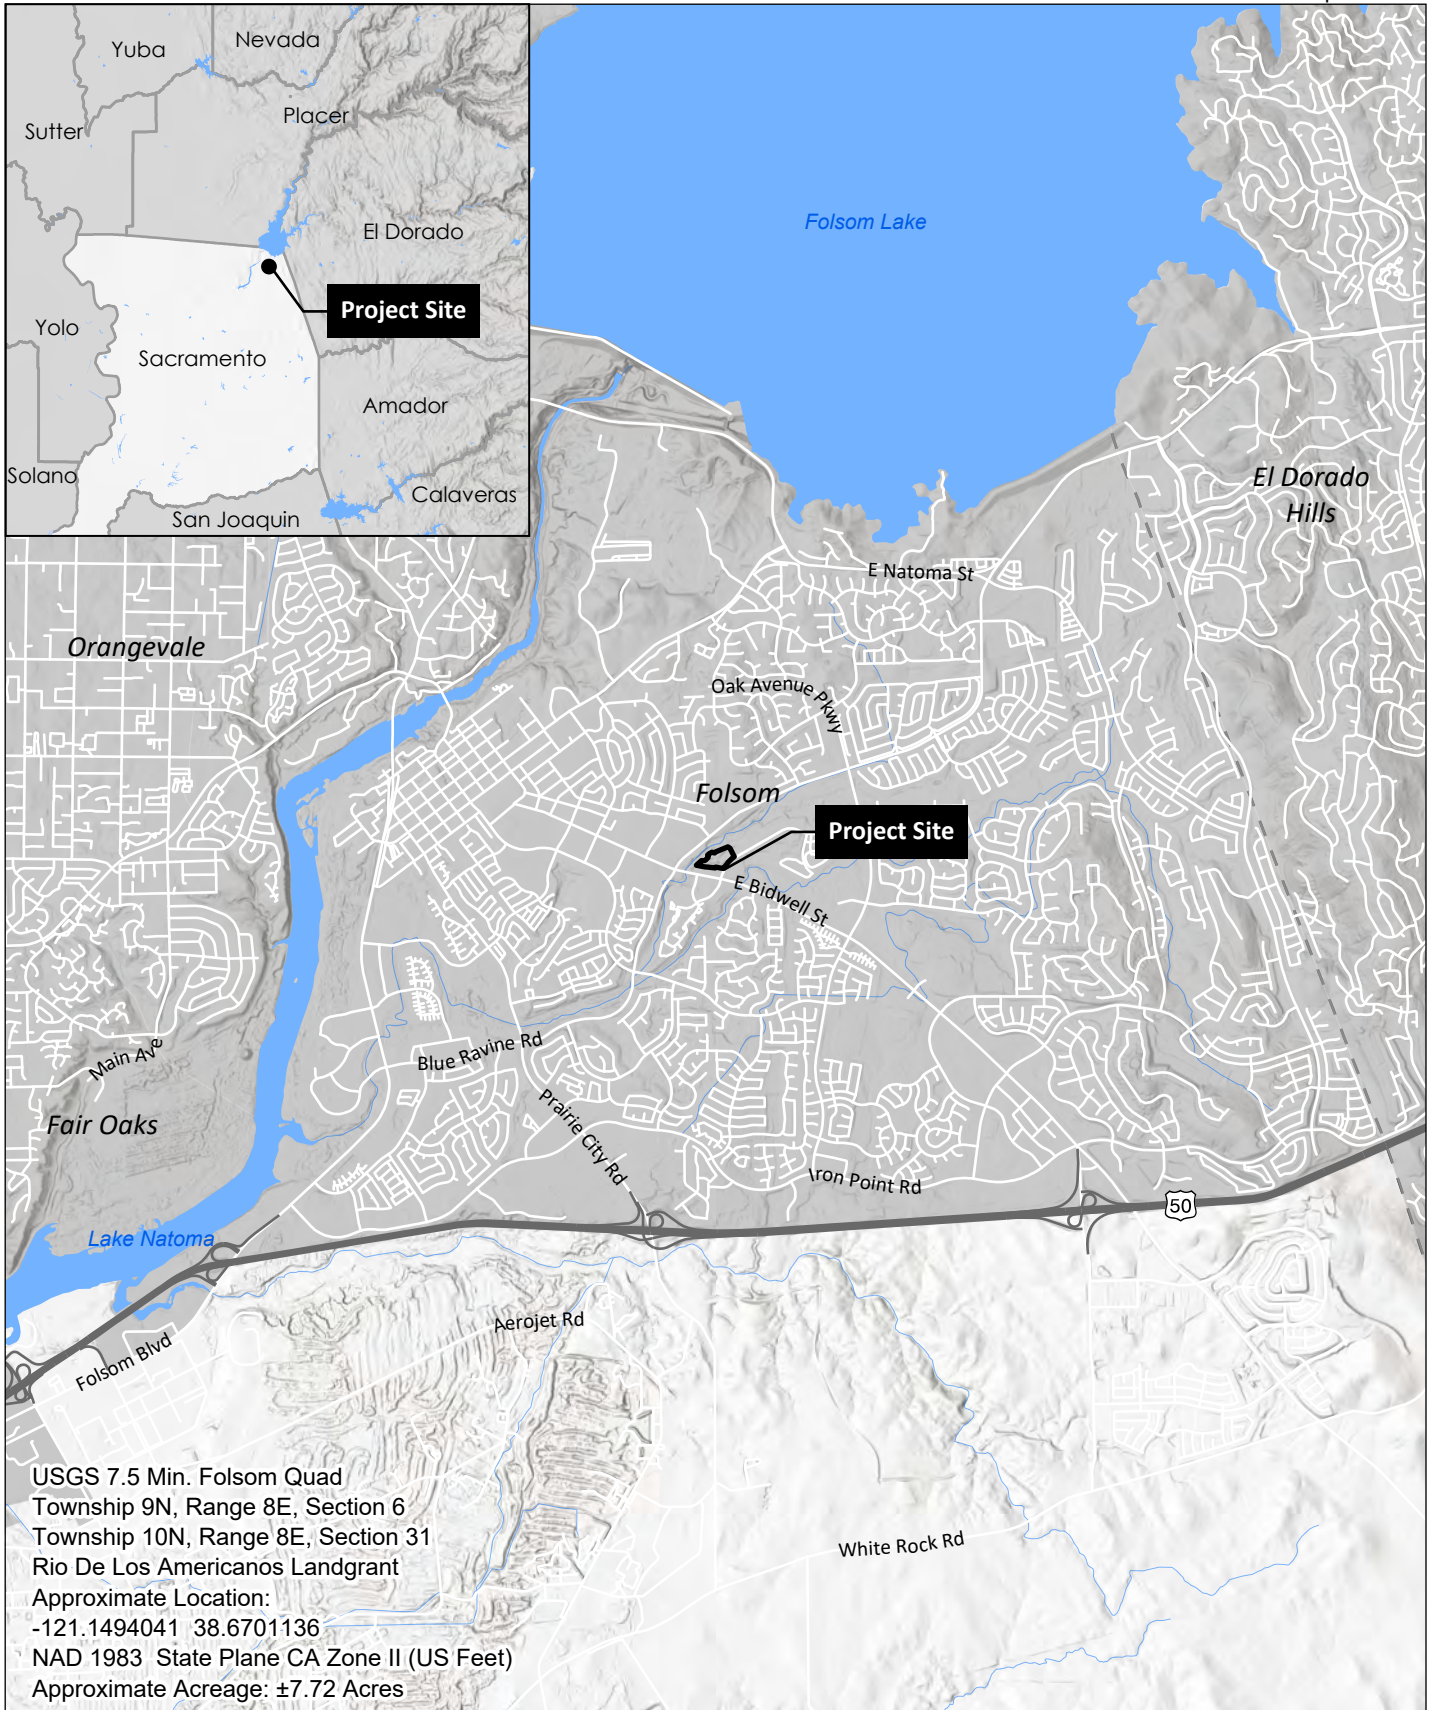 Yuba
Nevada
Placer
Sutter
El Dorado
Project Site
Yolo
Sacramento
Amador
Solano
Calaveras
San Joaquin
Folsom Lake
El Dorado
Hills
E Natoma St
Orangevale
Oak Avenue Pkwy
Folsom
Project Site
E Bidwell St
Blue Ravine Rd
Main Ave
Prairie City Rd
Fair Oaks
Iron Point Rd
50
Lake Natoma
Aerojet Rd
Folsom Blvd
White Rock Rd
USGS 7.5 Min. Folsom Quad
Township 9N, Range 8E, Section 6
Township 10N, Range 8E, Section 31
Rio De Los Americanos Landgrant
Approximate Location:
-121.1494041 38.6701136
NAD 1983 State Plane CA Zone II (US Feet)
Approximate Acreage: ±7.72 Acres